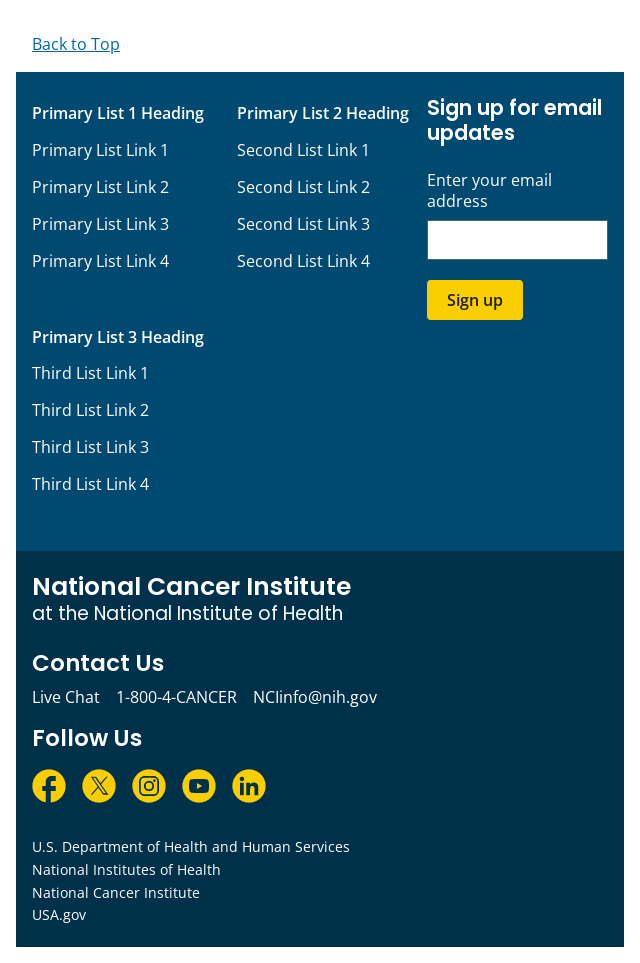 Back to Top
Primary List 1 Heading
Primary List Link 1
Primary List Link 2
Primary List Link 3
Primary List Link 4
Primary List 2 Heading
Second List Link 1
Second List Link 2
Second List Link 3
Second List Link 4
Primary List 3 Heading
Third List Link 1
Third List Link 2
Third List Link 3
Third List Link 4
Sign up for email
updates
Enter your email
address
Sign up
National Cancer Institute
at the National Institute of Health
Contact Us
Live Chat 1-800-4-CANCER NCIinfo@nih.gov
Follow Us
U.S. Department of Health and Human Services
National Institutes of Health
National Cancer Institute
USA.gov